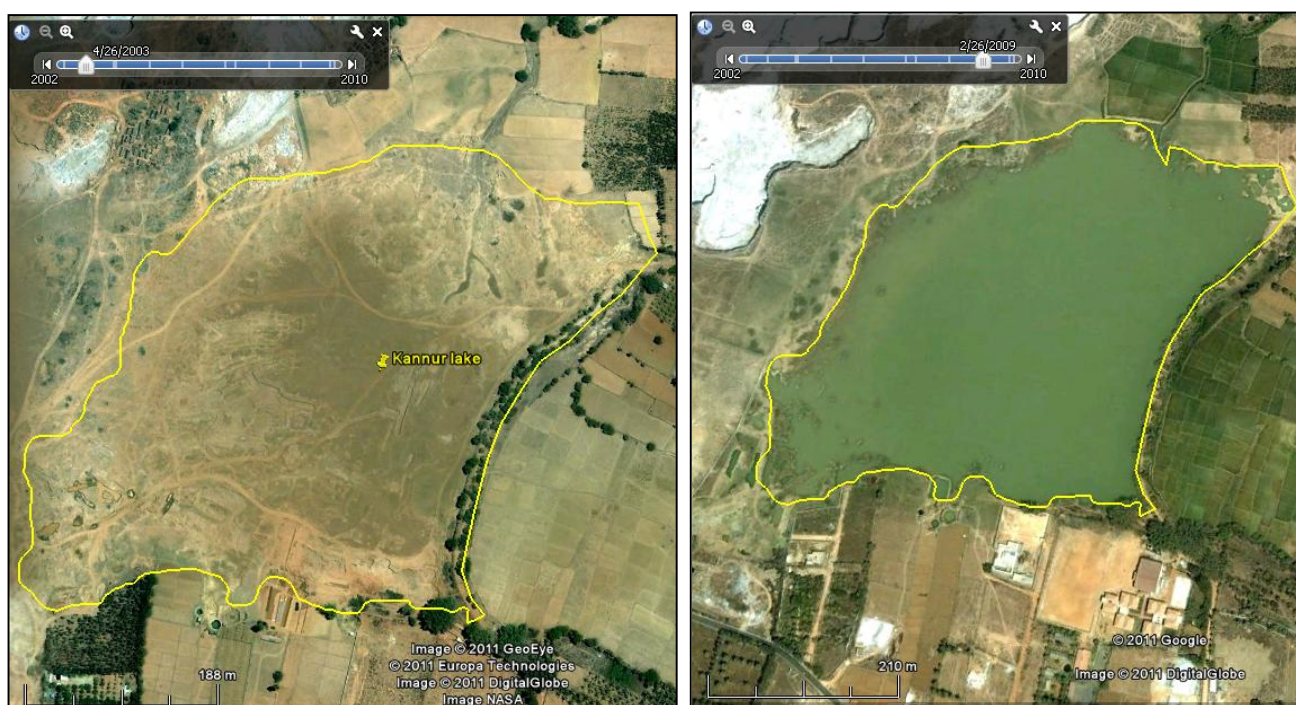 4/26/2003
2002
2010
Kannur lake
Image © 2011 GeoEye
© 2011 Europa Technologies
Image © 2011 DigitalGlobe
Image NASA
188 m
2/26/2009
2002
2010
© 2011 Google
Image © 2011 DigitalGlobe
210 m